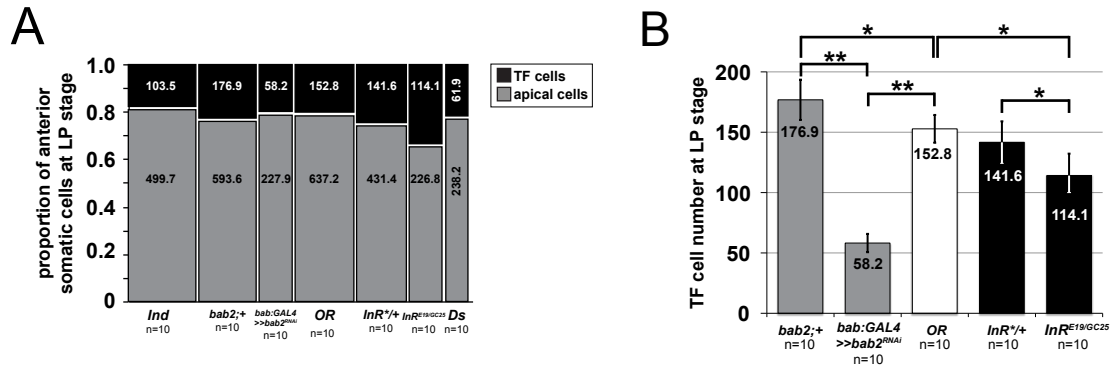 A
proportion of anterior
somatic cells at LP stage
1.0
0.8
0.6
0.4
0.2
0
103.5
176.9
58.2
152.8
141.6
114.1
61.9
499.7
593.6
227.9
637.2
431.4
226.8
238.2
Ind
n=10
bab2;+
n=10
bab:GAL4
>>bab2RNAi
n=10
OR
n=10
InR*/+
n=10
InRE19/GC25
n=10
Ds
n=10
TF cells
apical cells
B
TF cell number at LP stage
200
150
100
50
0
*
*
**
**
*
176.9
58.2
152.8
141.6
114.1
bab2;+
n=10
bab:GAL4
>>bab2RNAi
n=10
OR
n=10
InR*/+
n=10
InRE19/GC25
n=10